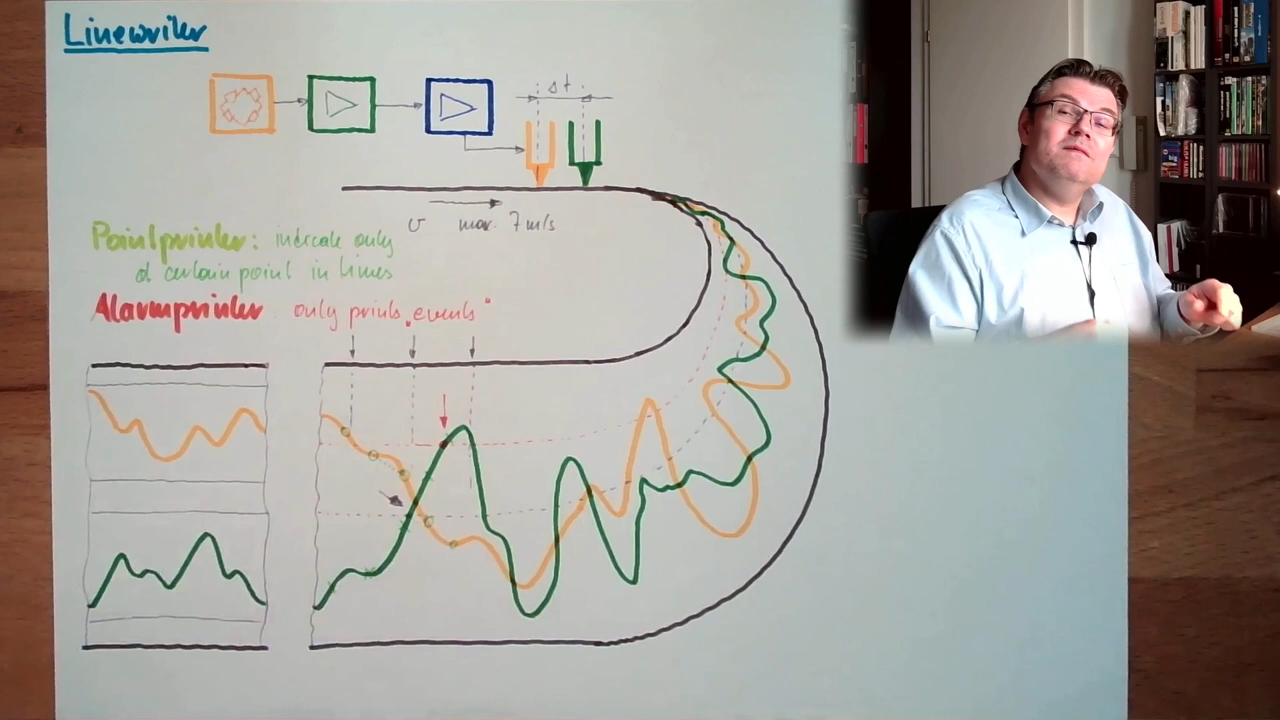 Linewriter
Δt
v max. 7 m/s
Pointprinter: indicate only
at certain point in times
Alarmprinter only prints „events"